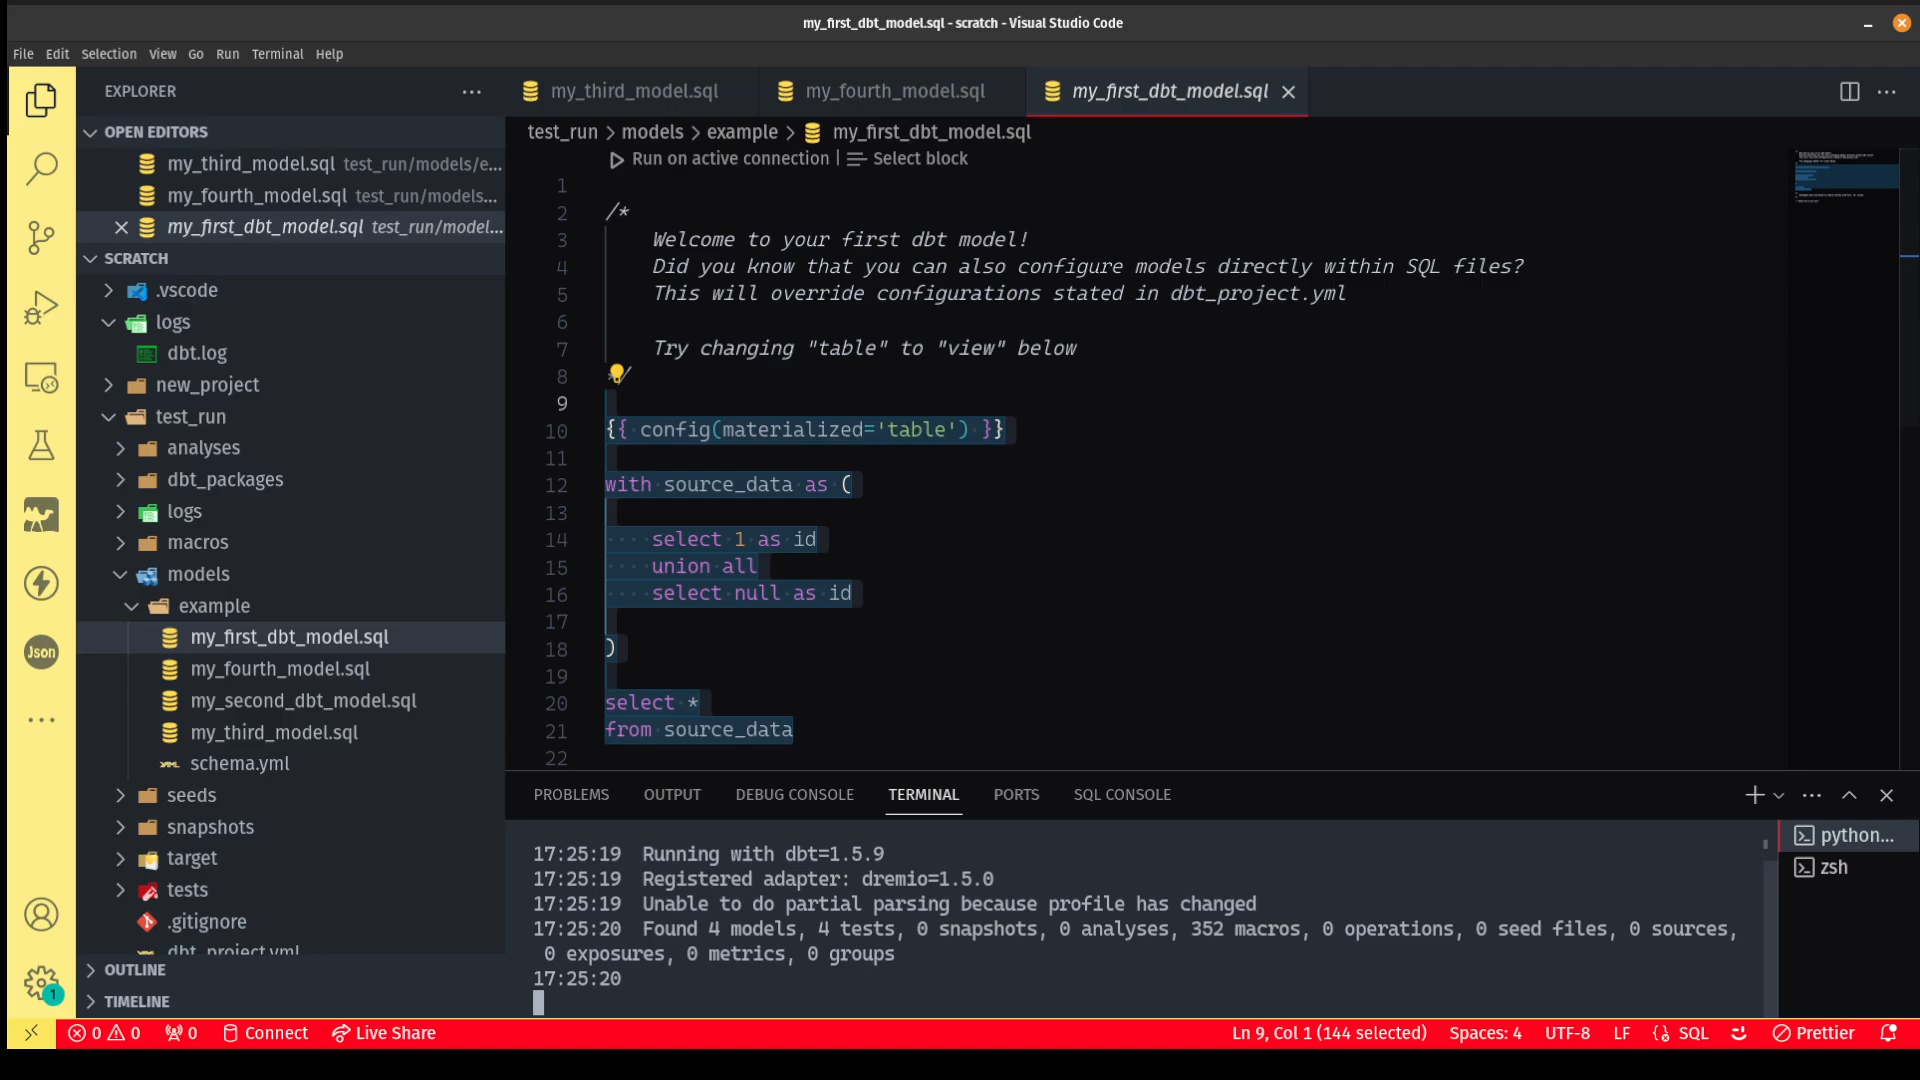 my_first_dbt_model.sql - scratch - Visual Studio Code
File Edit Selection View Go Run Terminal Help
EXPLORER
OPEN EDITORS
my_third_model.sql test_run/models/e...
my_fourth_model.sql test_run/models...
my_first_dbt_model.sql test_run/model...
SCRATCH
.vscode
logs
dbt.log
new_project
test_run
analyses
dbt_packages
logs
macros
models
example
my_first_dbt_model.sql
my_fourth_model.sql
my_second_dbt_model.sql
my_third_model.sql
schema.yml
seeds
snapshots
target
tests
.gitignore
dbt_project.yml
OUTLINE
TIMELINE
Json
1
my_third_model.sql my_fourth_model.sql my_first_dbt_model.sql
test_run > models > example > my_first_dbt_model.sql
Run on active connection | Select block
1
2 /*
3 Welcome to your first dbt model!
4 Did you know that you can also configure models directly within SQL files?
5 This will override configurations stated in dbt_project.yml
6
7 Try changing "table" to "view" below
8 */
9
10 {{ config(materialized='table') }}
11
12 with source_data as (
13
14 select 1 as id
15 union all
16 select null as id
17
18 )
19
20 select *
21 from source_data
22
PROBLEMS OUTPUT DEBUG CONSOLE TERMINAL PORTS SQL CONSOLE
17:25:19 Running with dbt=1.5.9
17:25:19 Registered adapter: dremio=1.5.0
17:25:19 Unable to do partial parsing because profile has changed
17:25:20 Found 4 models, 4 tests, 0 snapshots, 0 analyses, 352 macros, 0 operations, 0 seed files, 0 sources,
0 exposures, 0 metrics, 0 groups
17:25:20
python...
zsh
0 0 0 Connect Live Share Ln 9, Col 1 (144 selected) Spaces: 4 UTF-8 LF SQL Prettier